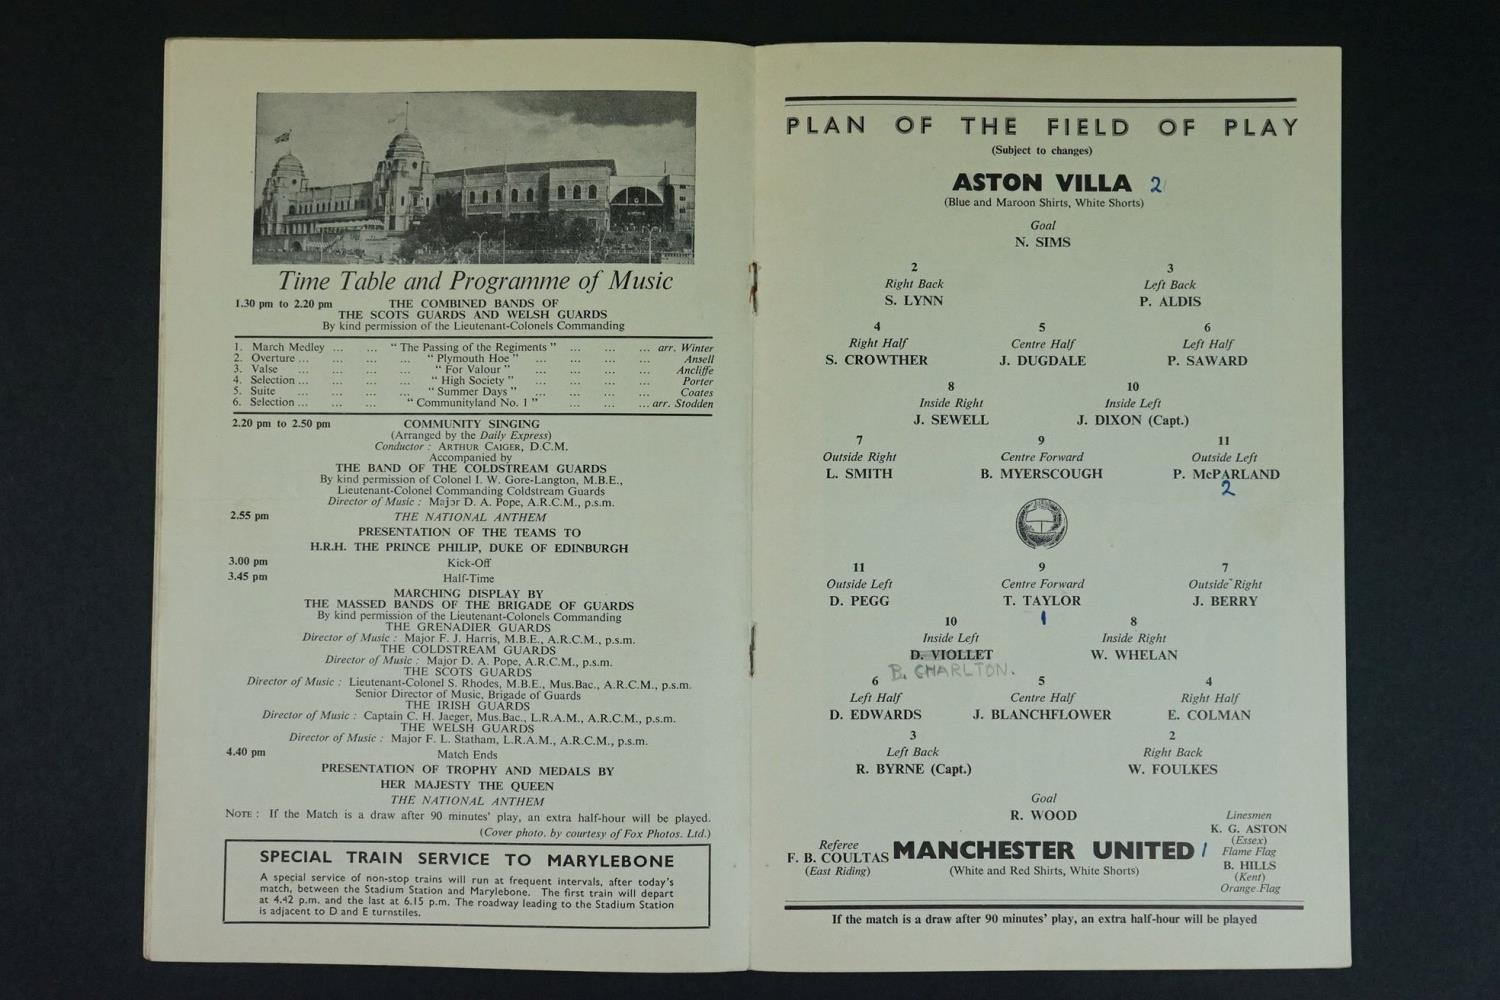 Time Table and Programme of Music
1.30 pm to 2.20 pm THE COMBINED BANDS OF
THE SCOTS GUARDS AND WELSH GUARDS
By kind permission of the Lieutenant-Colonels Commanding
1. March Medley ... ... " The Passing of the Regiments " ... ... ... arr. Winter
2. Overture ... ... ... ... " Plymouth Hoe " ... ... ... ... Ansell
3. Valse ... ... ... ... " For Valour " ... ... ... ... Ancliffe
4. Selection ... ... ... ... " High Society " ... ... ... ... Porter
5. Suite ... ... ... ... " Summer Days " ... ... ... ... Coates
6. Selection ... ... ... " Communityland No. 1 " ... ... ... arr. Stodden
2.20 pm to 2.50 pm COMMUNITY SINGING
(Arranged by the Daily Express)
Conductor : ARTHUR CAIGER, D.C.M.
Accompanied by
THE BAND OF THE COLDSTREAM GUARDS
By kind permission of Colonel I. W. Gore-Langton, M.B.E.,
Lieutenant-Colonel Commanding Coldstream Guards
Director of Music : Major D. A. Pope, A.R.C.M., p.s.m.
2.55 pm THE NATIONAL ANTHEM
PRESENTATION OF THE TEAMS TO
H.R.H. THE PRINCE PHILIP, DUKE OF EDINBURGH
3.00 pm Kick-Off
3.45 pm Half-Time
MARCHING DISPLAY BY
THE MASSED BANDS OF THE BRIGADE OF GUARDS
By kind permission of the Lieutenant-Colonels Commanding
THE GRENADIER GUARDS
Director of Music : Major F. J. Harris, M.B.E., A.R.C.M., p.s.m.
THE COLDSTREAM GUARDS
Director of Music : Major D. A. Pope, A.R.C.M., p.s.m.
THE SCOTS GUARDS
Director of Music : Lieutenant-Colonel S. Rhodes, M.B.E., Mus.Bac., A.R.C.M., p.s.m.
Senior Director of Music, Brigade of Guards
THE IRISH GUARDS
Director of Music : Captain C. H. Jaeger, Mus.Bac., L.R.A.M., A.R.C.M., p.s.m.
THE WELSH GUARDS
Director of Music : Major F. L. Statham, L.R.A.M., A.R.C.M., p.s.m.
4.40 pm Match Ends
PRESENTATION OF TROPHY AND MEDALS BY
HER MAJESTY THE QUEEN
THE NATIONAL ANTHEM
NOTE : If the Match is a draw after 90 minutes' play, an extra half-hour will be played.
(Cover photo. by courtesy of Fox Photos. Ltd.)
SPECIAL TRAIN SERVICE TO MARYLEBONE
A special service of non-stop trains will run at frequent intervals, after today's
match, between the Stadium Station and Marylebone. The first train will depart
at 4.42 p.m. and the last at 6.15 p.m. The roadway leading to the Stadium Station
is adjacent to D and E turnstiles.
PLAN OF THE FIELD OF PLAY
(Subject to changes)
ASTON VILLA 2
(Blue and Maroon Shirts, White Shorts)
Goal
N. SIMS
2 3
Right Back Left Back
S. LYNN P. ALDIS
4 5 6
Right Half Centre Half Left Half
S. CROWTHER J. DUGDALE P. SAWARD
8 10
Inside Right Inside Left
J. SEWELL J. DIXON (Capt.)
7 9 11
Outside Right Centre Forward Outside Left
L. SMITH B. MYERSCOUGH P. McPARLAND
2
11 9 7
Outside Left Centre Forward Outside Right
D. PEGG T. TAYLOR J. BERRY
1
10 8
Inside Left Inside Right
D. VIOLLET W. WHELAN
B. CHARLTON.
6 5 4
Left Half Centre Half Right Half
D. EDWARDS J. BLANCHFLOWER E. COLMAN
3 2
Left Back Right Back
R. BYRNE (Capt.) W. FOULKES
Goal
R. WOOD
Referee
F. B. COULTAS
(East Riding)
MANCHESTER UNITED 1
(White and Red Shirts, White Shorts)
Linesmen
K. G. ASTON
(Essex)
Flame Flag
B. HILLS
(Kent)
Orange Flag
If the match is a draw after 90 minutes' play, an extra half-hour will be played